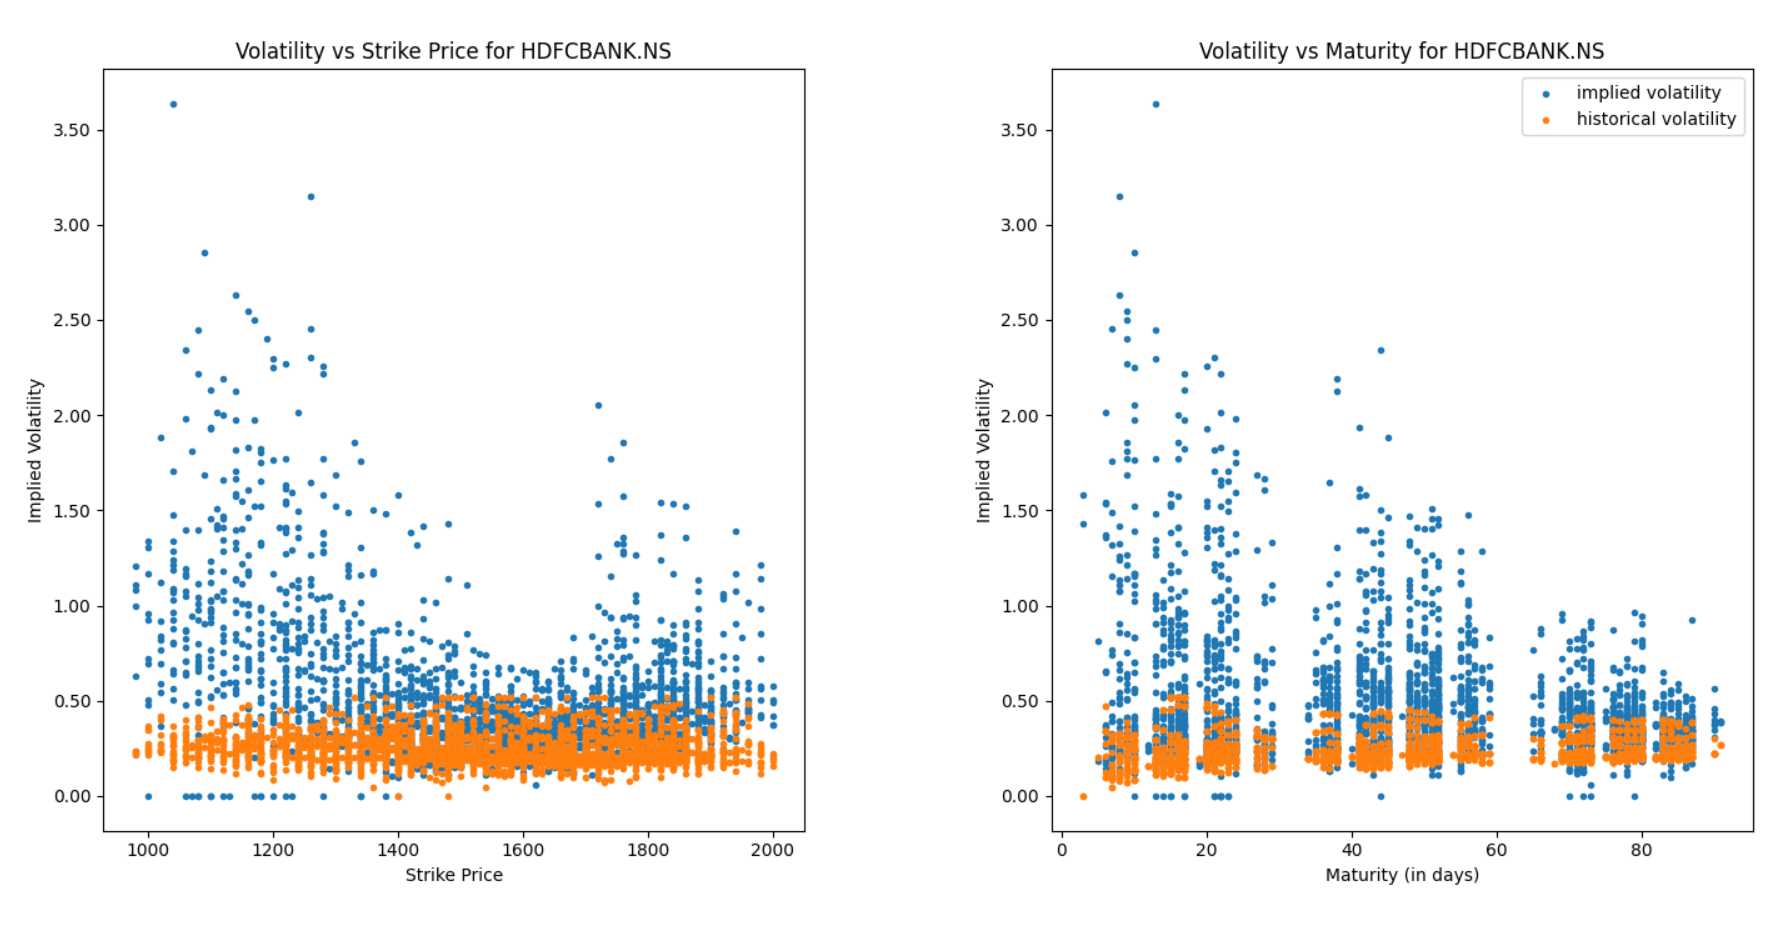 Volatility vs Strike Price for HDFCBANK.NS
Implied Volatility
3.50
3.00
2.50
2.00
1.50
1.00
0.50
0.00
1000 1200 1400 1600 1800 2000
Strike Price
Volatility vs Maturity for HDFCBANK.NS
implied volatility
historical volatility
Implied Volatility
3.50
3.00
2.50
2.00
1.50
1.00
0.50
0.00
0 20 40 60 80
Maturity (in days)